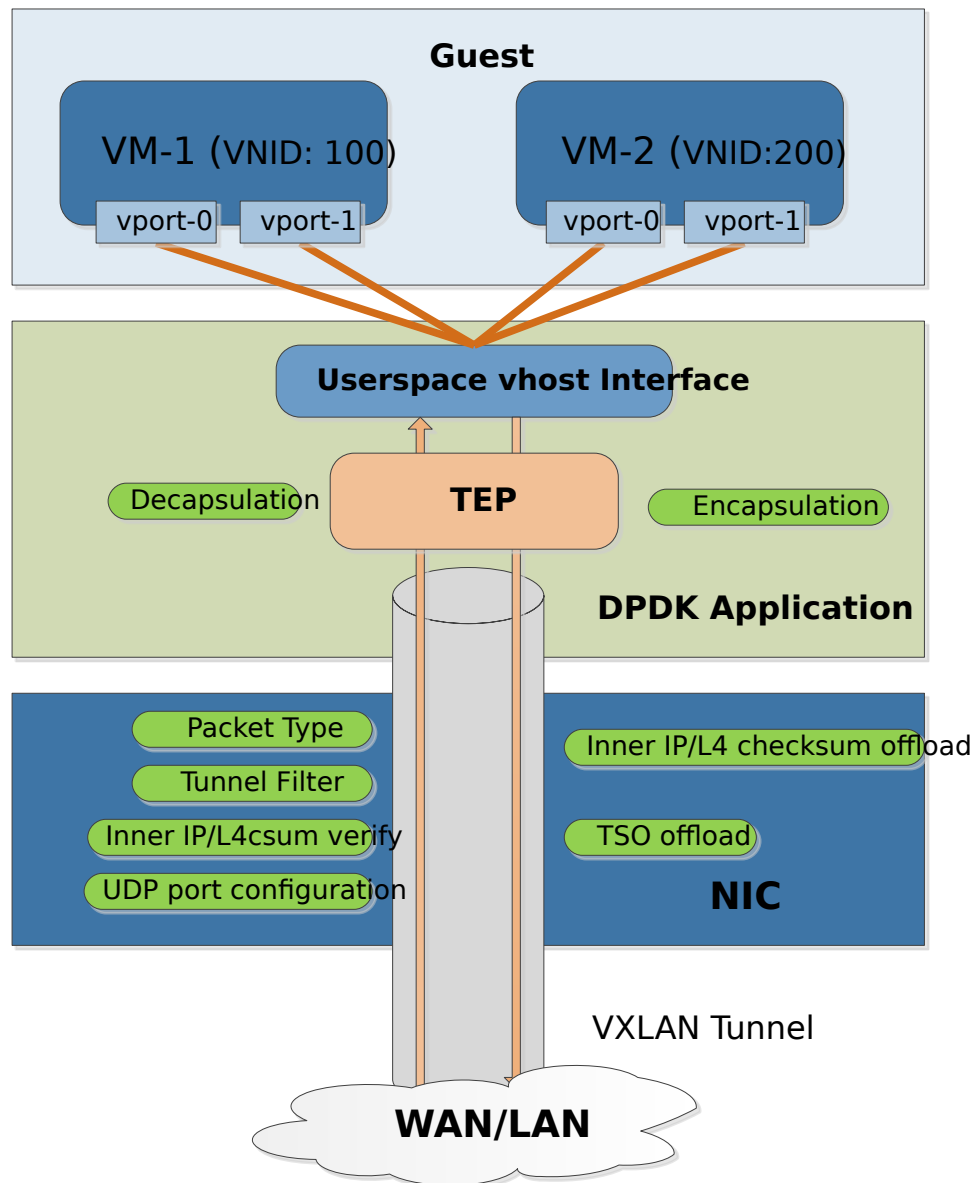 Guest
VM-1 (VNID: 100)
VM-2 (VNID:200)
vport-0
vport-1
vport-0
vport-1
Userspace vhost Interface
Decapsulation
TEP
Encapsulation
DPDK Application
Packet Type
Inner IP/L4 checksum offload
Tunnel Filter
Inner IP/L4csum verify
TSO offload
UDP port configuration
NIC
VXLAN Tunnel
WAN/LAN